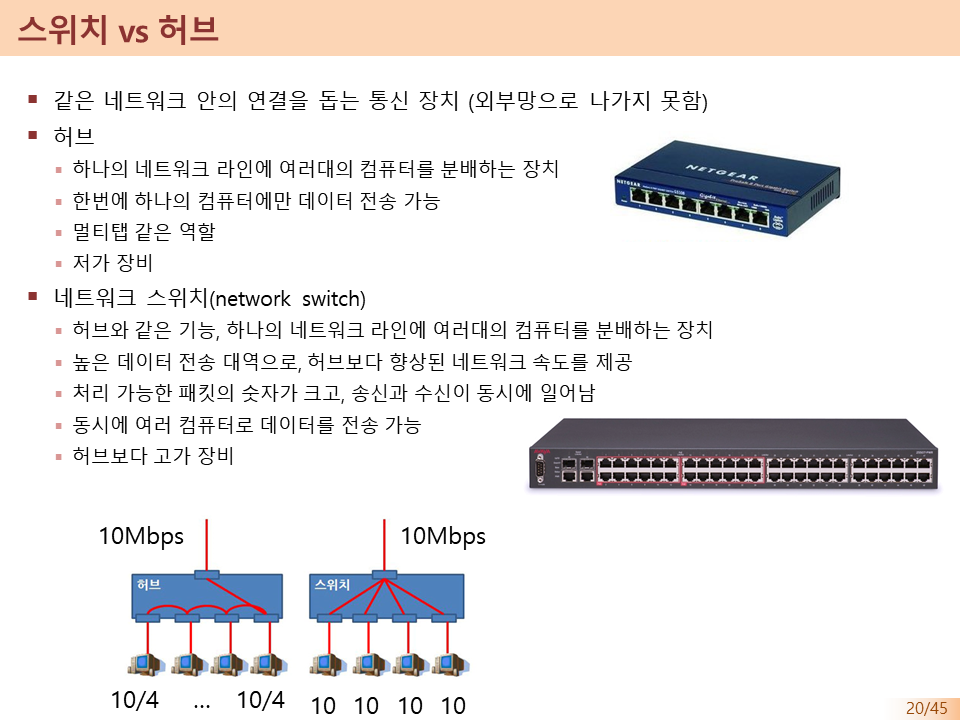 스위치 vs 허브
같은 네트워크 안의 연결을 돕는 통신 장치 (외부망으로 나가지 못함)
허브
하나의 네트워크 라인에 여러대의 컴퓨터를 분배하는 장치
한번에 하나의 컴퓨터에만 데이터 전송 가능
멀티탭 같은 역할
저가 장비
NETGEAR
네트워크 스위치(network switch)
허브와 같은 기능, 하나의 네트워크 라인에 여러대의 컴퓨터를 분배하는 장치
높은 데이터 전송 대역으로, 허브보다 향상된 네트워크 속도를 제공
처리 가능한 패킷의 숫자가 크고, 송신과 수신이 동시에 일어남
동시에 여러 컴퓨터로 데이터를 전송 가능
허브보다 고가 장비
10Mbps 10Mbps
허브 스위치
10/4 ... 10/4 10 10 10 10
20/45